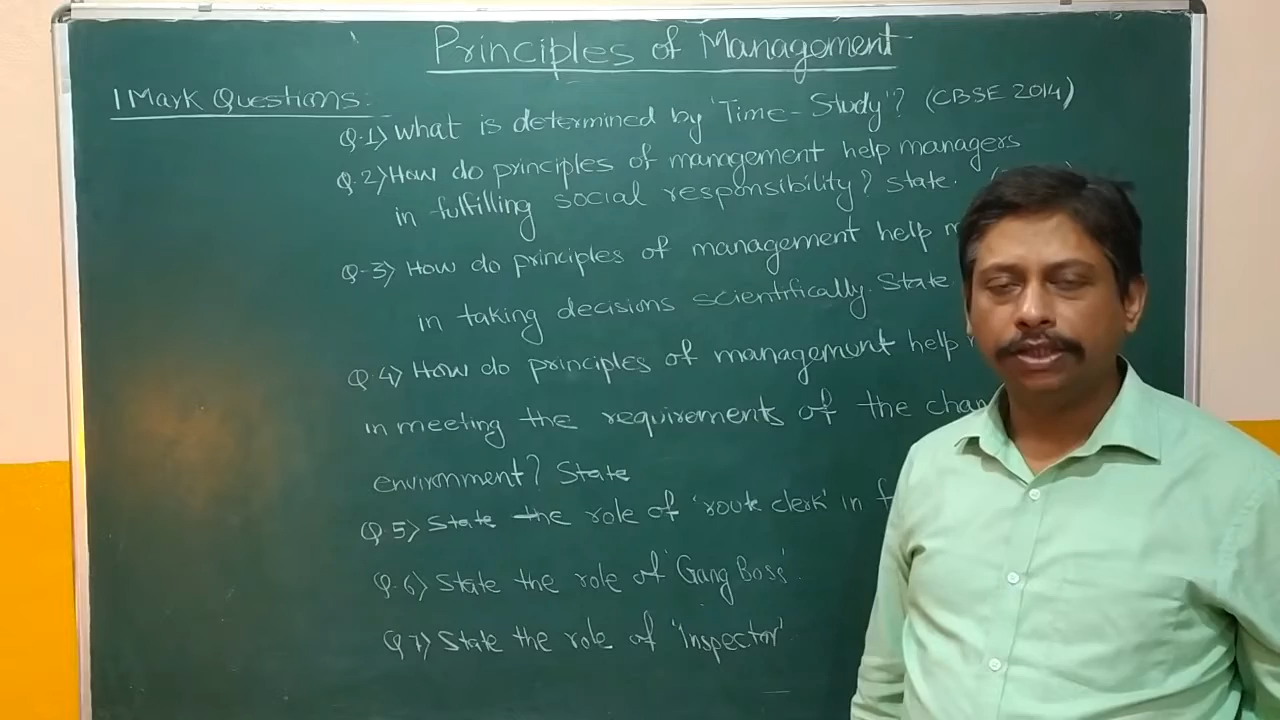 Principles of Management
1 Mark Questions:-
Q.1) What is determined by 'Time-Study'? (CBSE 2014)
Q.2) How do principles of management help managers
in fulfilling social responsibility? State.
Q.3) How do principles of management help
in taking decisions scientifically. State
Q.4) How do principles of management help
in meeting the requirements of the
environment? State
Q.5) State the role of 'route clerk' in
Q.6) State the role of 'Gang Boss'.
Q.7) State the role of 'Inspector'